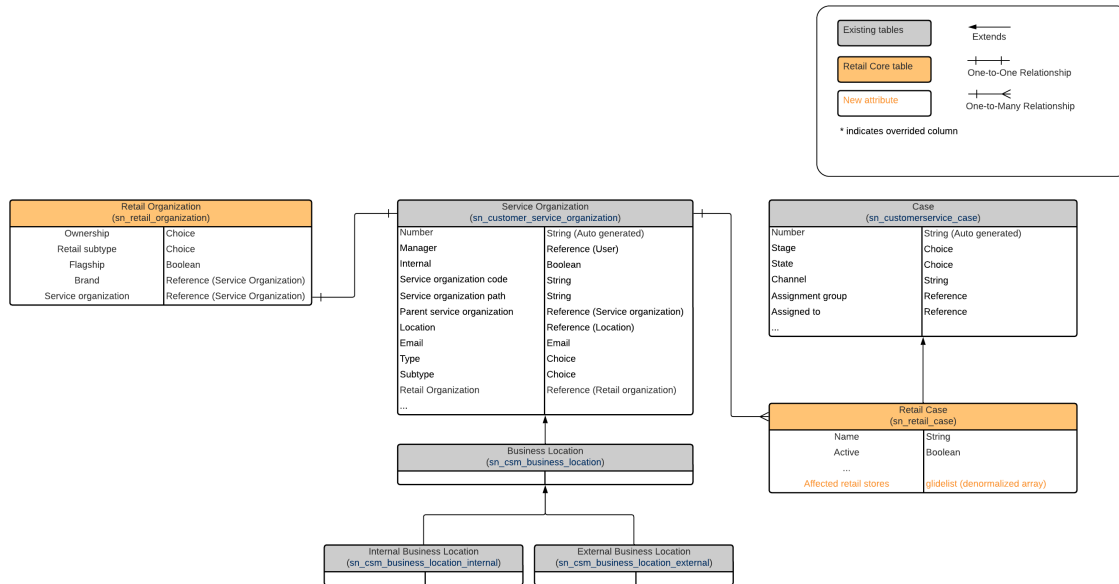 Existing tables
Extends
Retail Core table
One-to-One Relationship
New attribute
One-to-Many Relationship
* indicates overrided column
Retail Organization
(sn_retail_organization)
Ownership Choice
Retail subtype Choice
Flagship Boolean
Brand Reference (Service Organization)
Service organization Reference (Service Organization)
Service Organization
(sn_customer_service_organization)
Number String (Auto generated)
Manager Reference (User)
Internal Boolean
Service organization code String
Service organization path String
Parent service organization Reference (Service organization)
Location Reference (Location)
Email Email
Type Choice
Subtype Choice
Retail Organization Reference (Retail organization)
...
Case
(sn_customerservice_case)
Number String (Auto generated)
Stage Choice
State Choice
Channel String
Assignment group Reference
Assigned to Reference
...
Retail Case
(sn_retail_case)
Name String
Active Boolean
...
Affected retail stores glidelist (denormalized array)
Business Location
(sn_csm_business_location)
Internal Business Location
(sn_csm_business_location_internal)
External Business Location
(sn_csm_business_location_external)